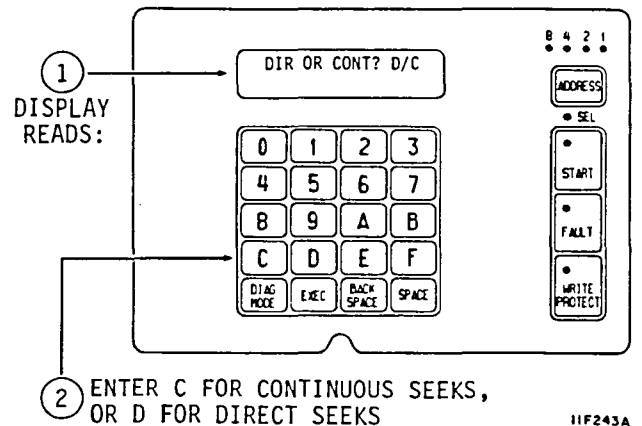 8 4 2 1
1
DIR OR CONT? D/C
DISPLAY
READS:
ADDRESS
SEL
0 1 2 3
START
4 5 6 7
8 9 A B
FAULT
C D E F
DIAG
MODE
EXEC
BACK
SPACE
SPACE
WRITE
PROTECT
2 ENTER C FOR CONTINUOUS SEEKS,
OR D FOR DIRECT SEEKS
11F243A